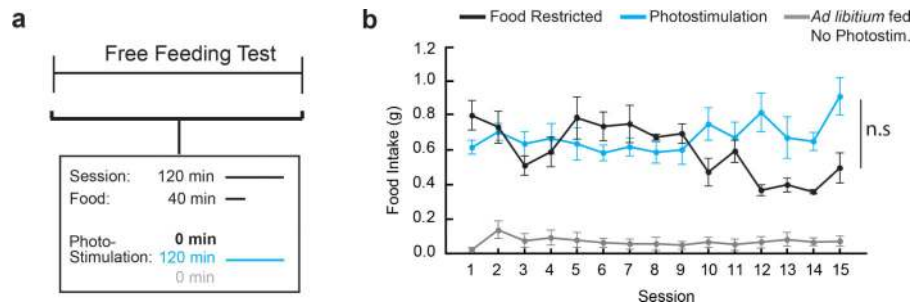 a
Free Feeding Test
Session: 120 min
Food: 40 min
Photo- 0 min
Stimulation: 120 min
0 min
b
Food Restricted Photostimulation Ad libitium fed
No Photostim.
1.2
1.0
0.8
0.6
0.4
0.2
0.0
Food Intake (g)
n.s
1 2 3 4 5 6 7 8 9 10 11 12 13 14 15
Session